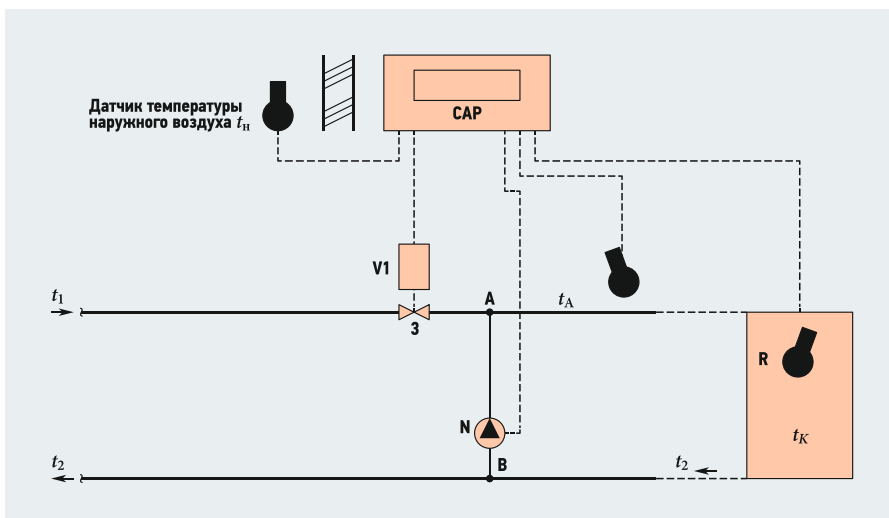 Датчик температуры
наружного воздуха tн
САР
V1
t1
3
A
tA
R
tK
N
B
t2
t2